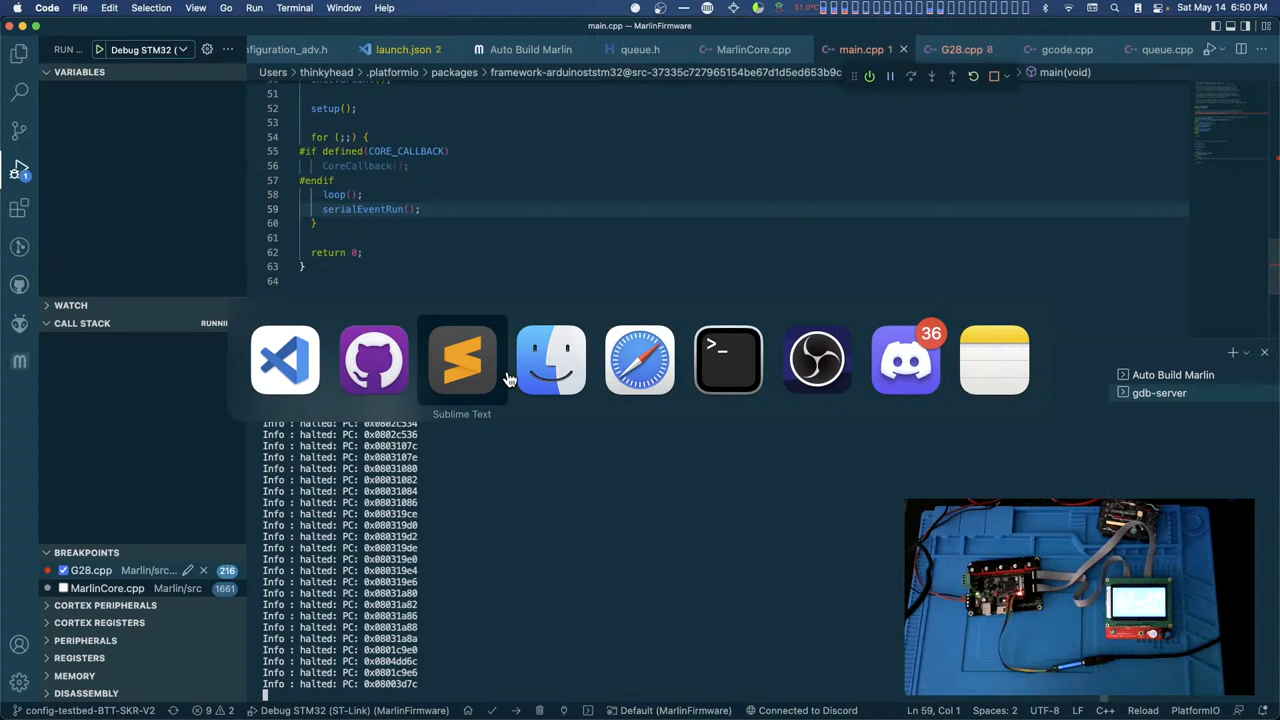 Code File Edit Selection View Go Run Terminal Window Help 31.0°C Sat May 14 6:50 PM
main.cpp — MarlinFirmware
RUN ... Debug STM32 ( onfiguration_adv.h launch.json 2 Auto Build Marlin queue.h MarlinCore.cpp main.cpp 1 G28.cpp 8 gcode.cpp queue.cpp
VARIABLES
Users thinkyhead .platformio packages framework-arduinoststm32@src-37335c727965154be67d1d5ed653b9c main(void)
51
52 setup();
53
54 for (;;) {
55 #if defined(CORE_CALLBACK)
56 CoreCallback();
57 #endif
58 loop();
59 serialEventRun();
60 }
61
62 return 0;
63 }
64
WATCH
CALL STACK RUNNII
36
Sublime Text
Auto Build Marlin
gdb-server
Info : halted: PC: 0x0802c534
Info : halted: PC: 0x0802c536
Info : halted: PC: 0x0803107c
Info : halted: PC: 0x0803107e
Info : halted: PC: 0x08031080
Info : halted: PC: 0x08031082
Info : halted: PC: 0x08031084
Info : halted: PC: 0x08031086
Info : halted: PC: 0x080319ce
Info : halted: PC: 0x080319d0
Info : halted: PC: 0x080319d2
Info : halted: PC: 0x080319de
Info : halted: PC: 0x080319e0
Info : halted: PC: 0x080319e4
Info : halted: PC: 0x080319e6
Info : halted: PC: 0x08031a80
Info : halted: PC: 0x08031a82
Info : halted: PC: 0x08031a86
Info : halted: PC: 0x08031a88
Info : halted: PC: 0x08031a8a
Info : halted: PC: 0x0801c9e0
Info : halted: PC: 0x0804dd6c
Info : halted: PC: 0x0801c9e6
Info : halted: PC: 0x08003d7c
BREAKPOINTS
G28.cpp Marlin/src... 216
MarlinCore.cpp Marlin/src 1661
CORTEX PERIPHERALS
CORTEX REGISTERS
PERIPHERALS
REGISTERS
MEMORY
DISASSEMBLY
config-testbed-BTT-SKR-V2 9 2 Debug STM32 (ST-Link) (MarlinFirmware) Default (MarlinFirmware) Connected to Discord Ln 59, Col 1 Spaces: 2 UTF-8 LF C++ Reload PlatformIO